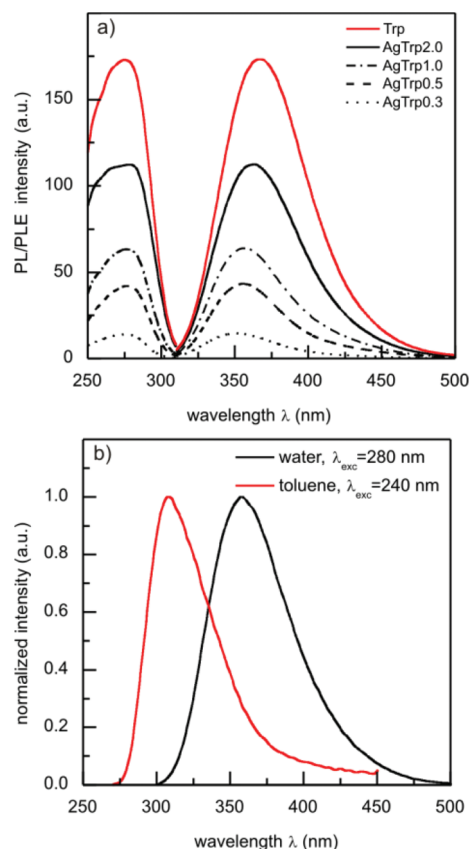 a)
Trp
AgTrp2.0
AgTrp1.0
AgTrp0.5
AgTrp0.3
PL/PLE intensity (a.u.)
150
100
50
0
250 300 350 400 450 500
wavelength λ (nm)
b)
water, λexc=280 nm
toluene, λexc=240 nm
normalized intensity (a.u.)
1.0
0.8
0.6
0.4
0.2
0.0
250 300 350 400 450 500
wavelength λ (nm)